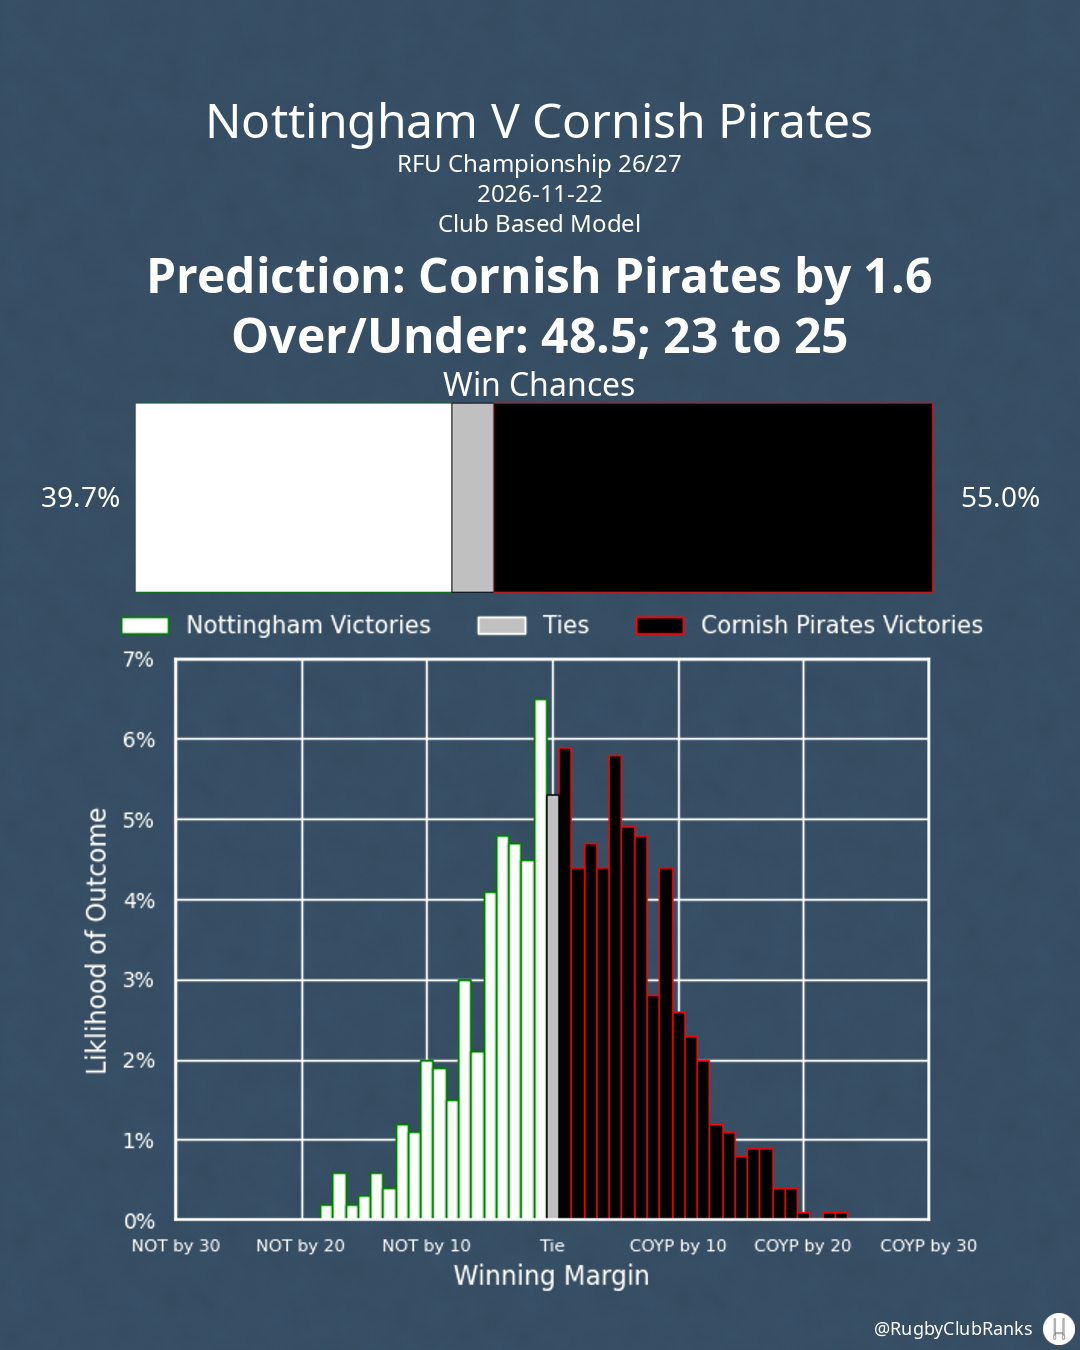 Nottingham V Cornish Pirates
RFU Championship 26/27
2026-11-22
Club Based Model
Prediction: Cornish Pirates by 1.6
Over/Under: 48.5; 23 to 25
Win Chances
39.7%
55.0%
Nottingham Victories
Ties
Cornish Pirates Victories
7%
6%
5%
4%
3%
2%
1%
0%
Liklihood of Outcome
NOT by 30
NOT by 20
NOT by 10
Tie
COYP by 10
COYP by 20
COYP by 30
Winning Margin
@RugbyClubRanks